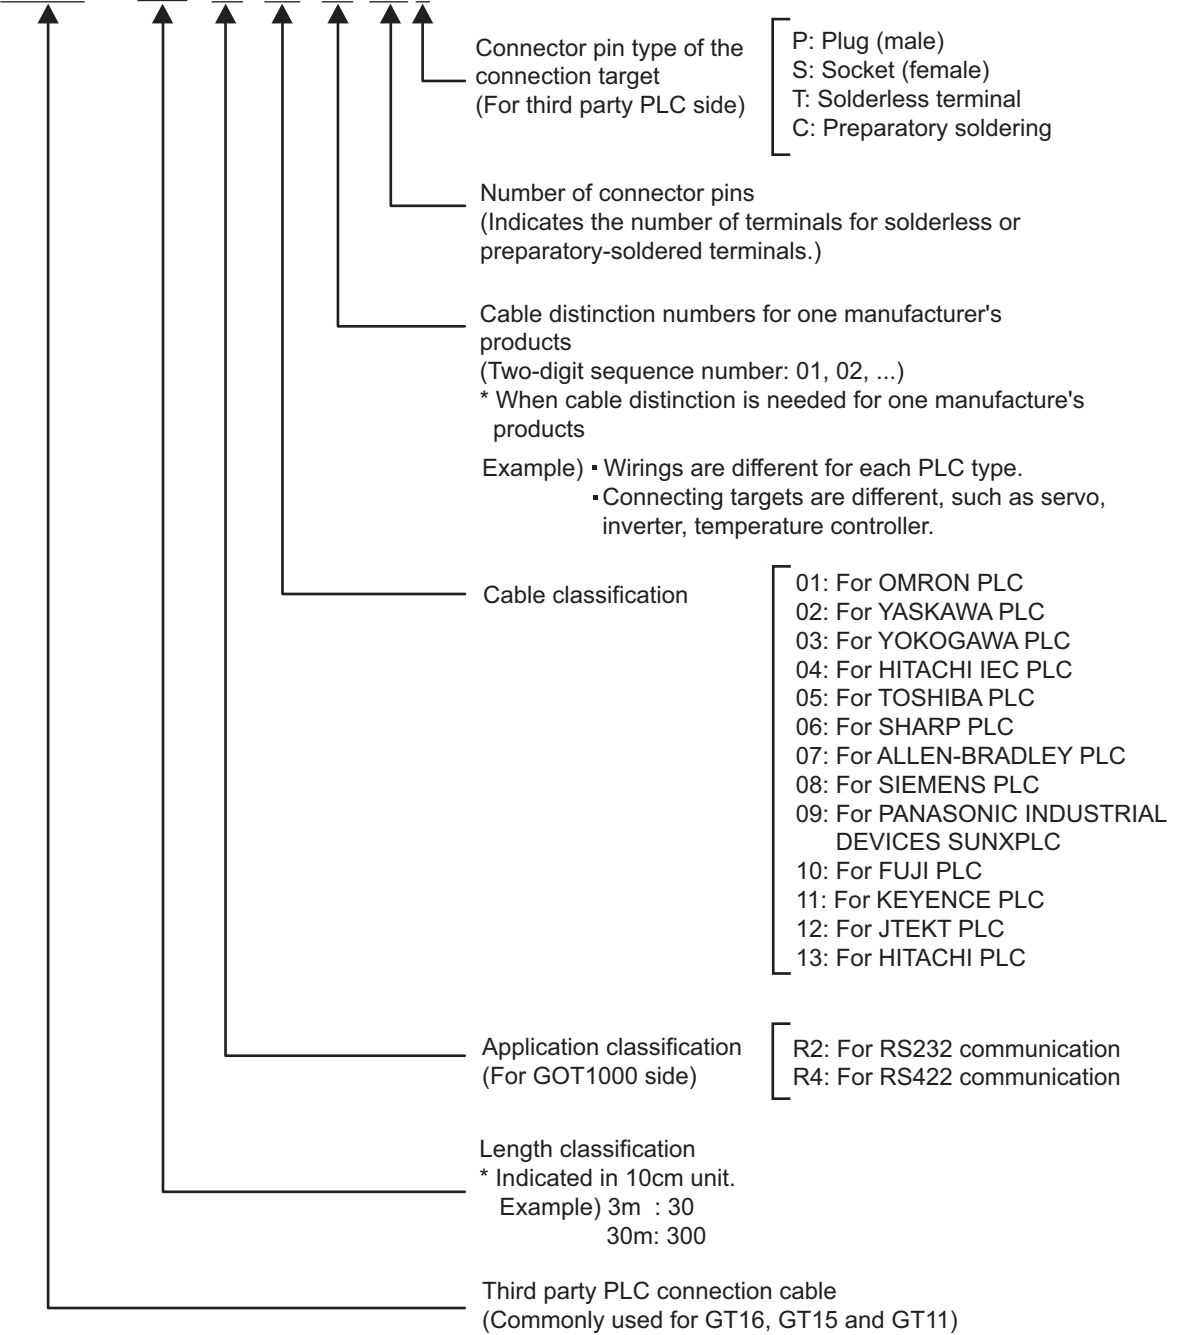 Connector pin type of the
connection target
(For third party PLC side)
P: Plug (male)
S: Socket (female)
T: Solderless terminal
C: Preparatory soldering
Number of connector pins
(Indicates the number of terminals for solderless or
preparatory-soldered terminals.)
Cable distinction numbers for one manufacturer's
products
(Two-digit sequence number: 01, 02, ...)
* When cable distinction is needed for one manufacture's
products
Example) ▪ Wirings are different for each PLC type.
▪ Connecting targets are different, such as servo,
inverter, temperature controller.
Cable classification
01: For OMRON PLC
02: For YASKAWA PLC
03: For YOKOGAWA PLC
04: For HITACHI IEC PLC
05: For TOSHIBA PLC
06: For SHARP PLC
07: For ALLEN-BRADLEY PLC
08: For SIEMENS PLC
09: For PANASONIC INDUSTRIAL
DEVICES SUNXPLC
10: For FUJI PLC
11: For KEYENCE PLC
12: For JTEKT PLC
13: For HITACHI PLC
Application classification
(For GOT1000 side)
R2: For RS232 communication
R4: For RS422 communication
Length classification
* Indicated in 10cm unit.
Example) 3m : 30
30m: 300
Third party PLC connection cable
(Commonly used for GT16, GT15 and GT11)